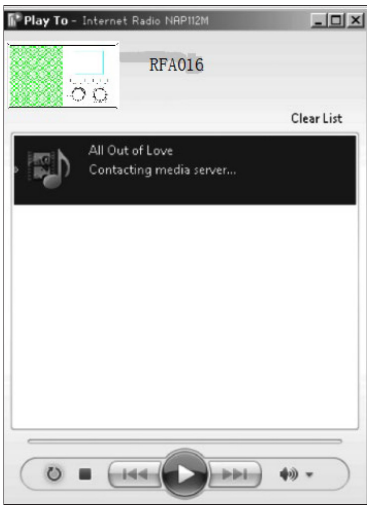 Play To - Internet Radio NAP112M
RFA016
Clear List
All Out of Love
Contacting media server...